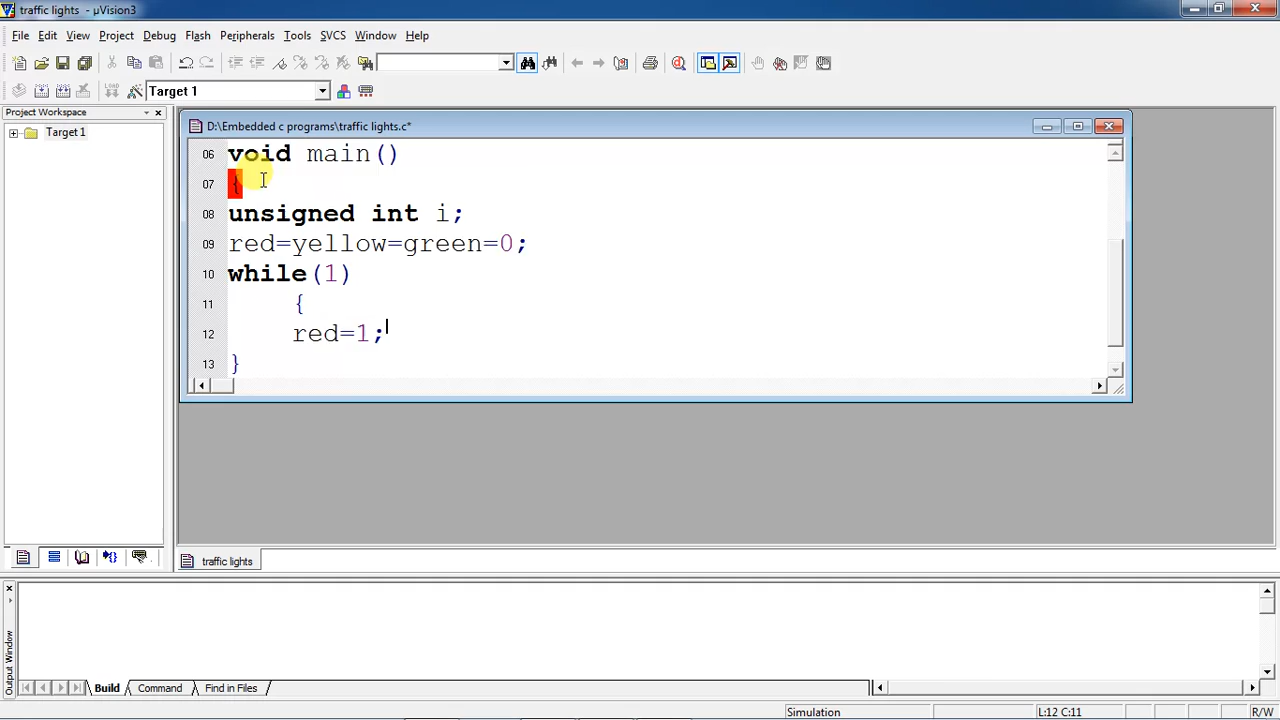 traffic lights - µVision3
File Edit View Project Debug Flash Peripherals Tools SVCS Window Help
Target 1
Project Workspace
D:\Embedded c programs\traffic lights.c*
Target 1
06 void main()
07 {
08 unsigned int i;
09 red=yellow=green=0;
10 while(1)
11 {
12 red=1;
13 }
traffic lights
Output Window
Build Command Find in Files
Simulation L:12 C:11 R/W